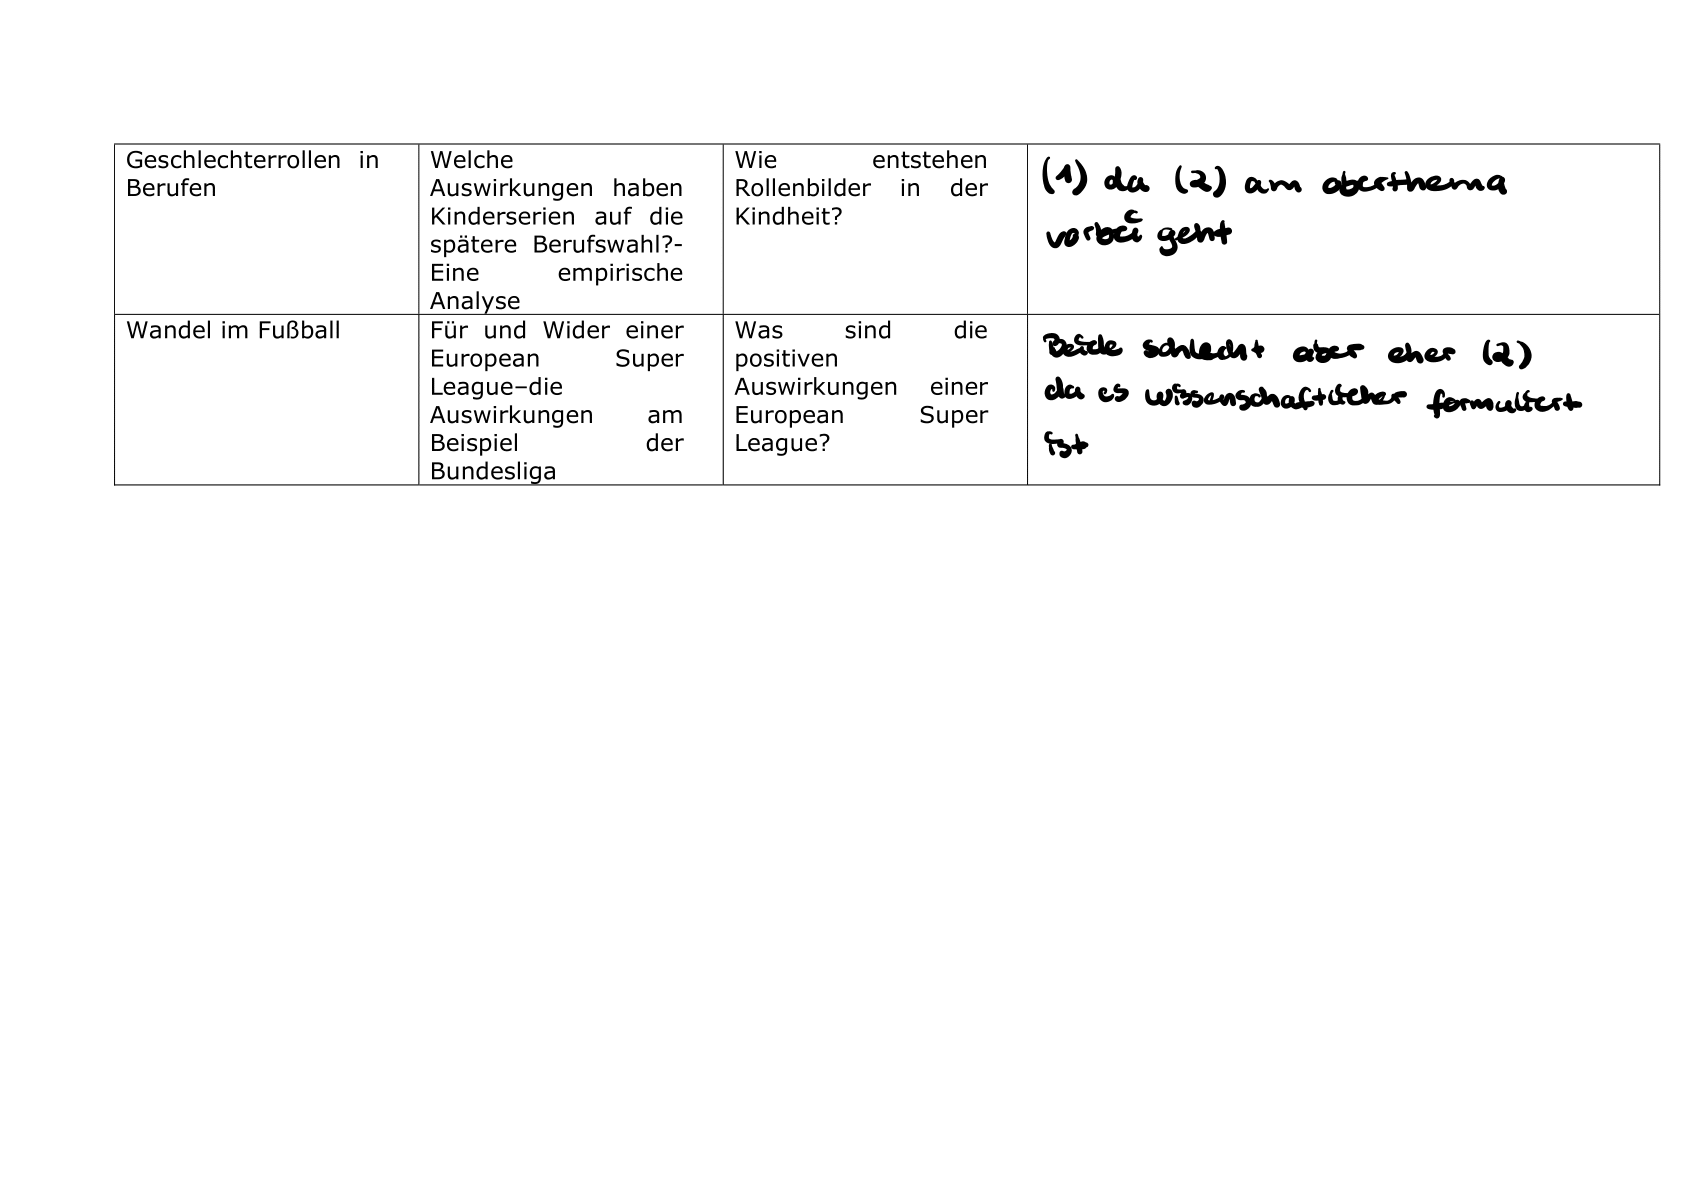 Geschlechterrollen in
Berufen
Welche
Auswirkungen haben
Kinderserien auf die
spätere Berufswahl?-
Eine empirische
Analyse
Wie entstehen
Rollenbilder in der
Kindheit?
(1) da (2) am oberthema
vorbei geht
Wandel im Fußball
Für und Wider einer
European Super
League–die
Auswirkungen am
Beispiel der
Bundesliga
Was sind die
positiven
Auswirkungen einer
European Super
League?
Beide schlecht aber eher (2)
da es wissenschaftlicher formuliert
ist